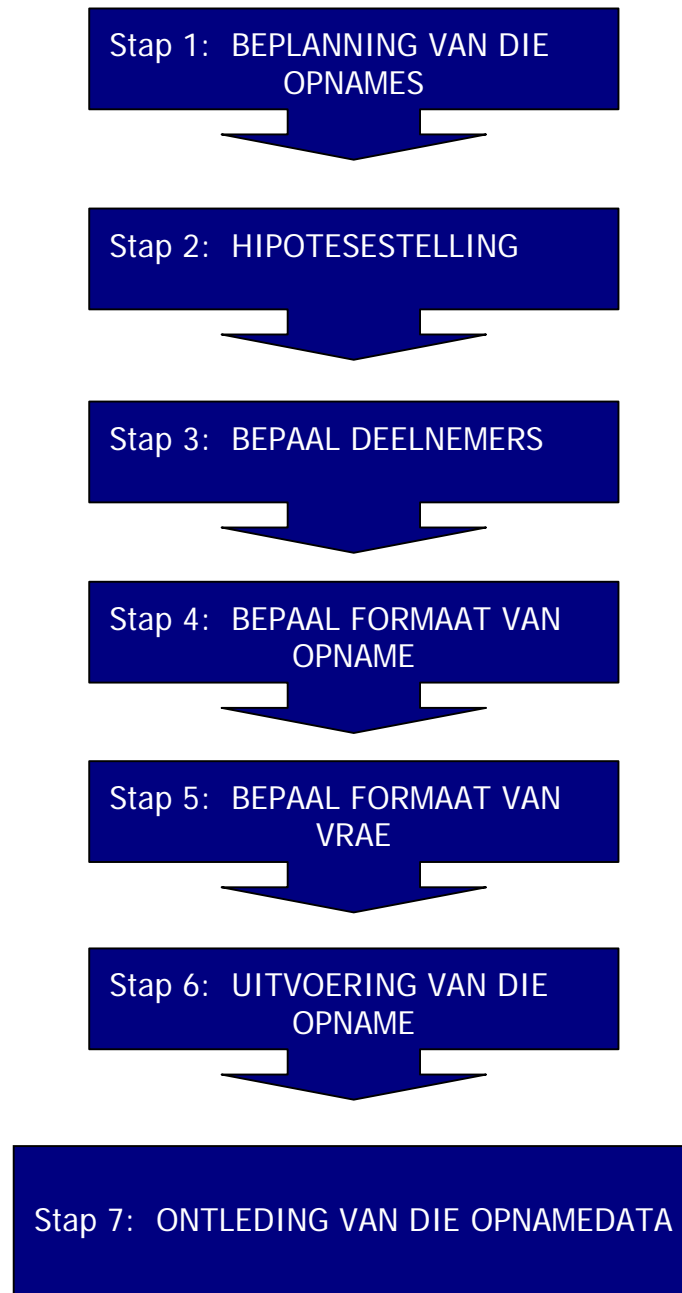 Stap 1: BEPLANNING VAN DIE
OPNAMES
Stap 2: HIPOTESESTELLING
Stap 3: BEPAAL DEELNEMERS
Stap 4: BEPAAL FORMAAT VAN
OPNAME
Stap 5: BEPAAL FORMAAT VAN
VRAE
Stap 6: UITVOERING VAN DIE
OPNAME
Stap 7: ONTLEDING VAN DIE OPNAMEDATA